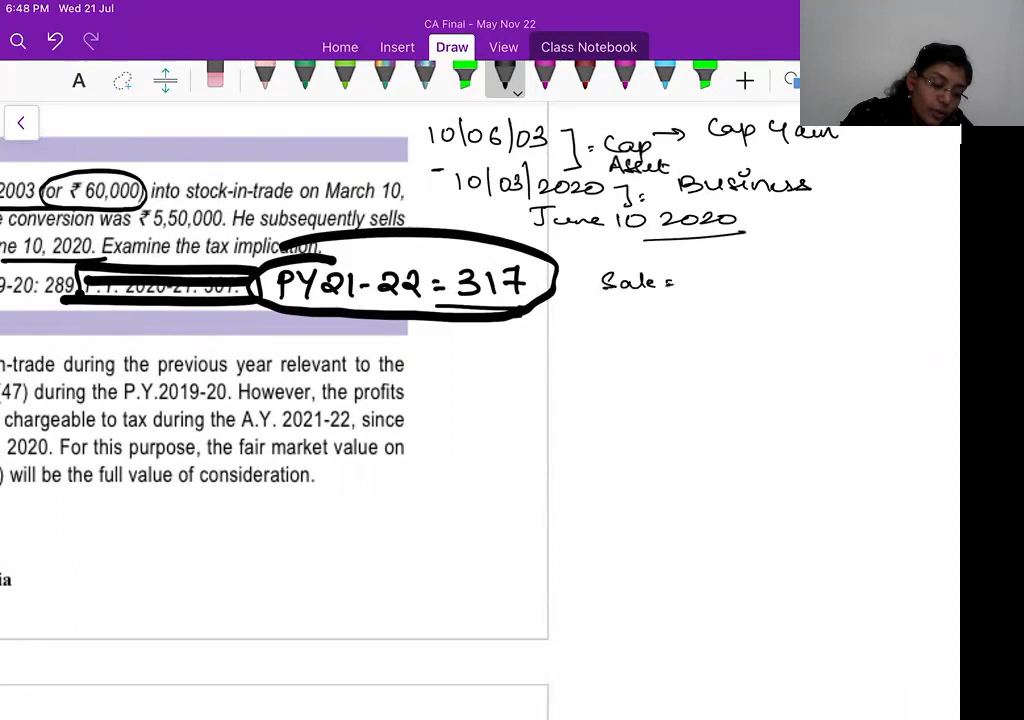 6:48 PM Wed 21 Jul
CA Final - May Nov 22
Home Insert Draw View Class Notebook
A
10/06/03 ] = Cap Asset → Cap Gain
- 10/03/2020 ] = Business
June 10 2020
2003 for ₹ 60,000) into stock-in-trade on March 10,
e conversion was ₹ 5,50,000. He subsequently sells
ne 10, 2020. Examine the tax implication.
9-20: 289, F.Y. 2020-21: 301. PY21-22 = 317
Sale =
n-trade during the previous year relevant to the
(47) during the P.Y.2019-20. However, the profits
chargeable to tax during the A.Y. 2021-22, since
2020. For this purpose, the fair market value on
) will be the full value of consideration.
ia